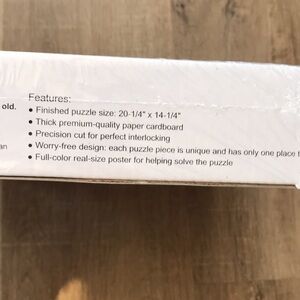 old.
an
Features:
• Finished puzzle size: 20-1/4" x 14-1/4"
• Thick premium-quality paper cardboard
• Precision cut for perfect interlocking
• Worry-free design: each puzzle piece is unique and has only one place
• Full-color real-size poster for helping solve the puzzle